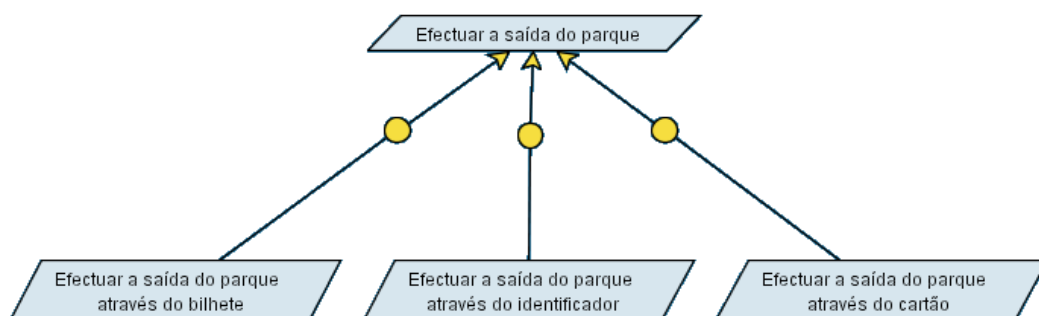 Efectuar a saída do parque
Efectuar a saída do parque
através do bilhete
Efectuar a saída do parque
através do identificador
Efectuar a saída do parque
através do cartão